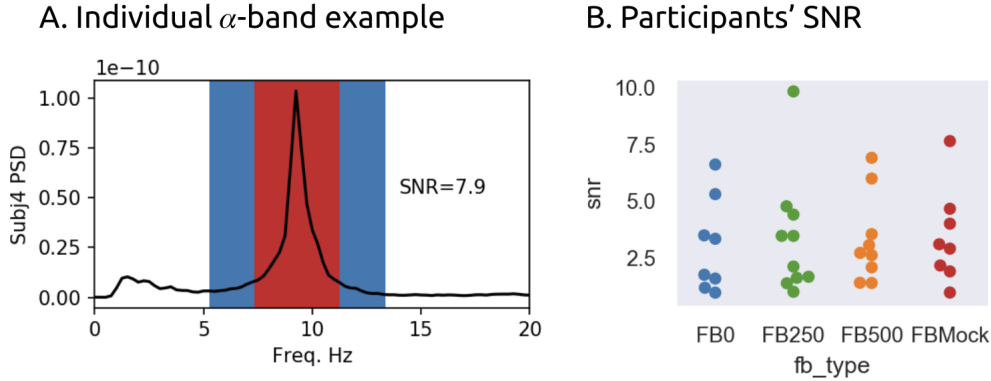 A. Individual α-band example
1e−10
1.00
0.75
0.50
0.25
0.00
Subj4 PSD
SNR=7.9
0 5 10 15 20
Freq. Hz
B. Participants’ SNR
10.0
7.5
5.0
2.5
snr
FB0 FB250 FB500 FBMock
fb_type